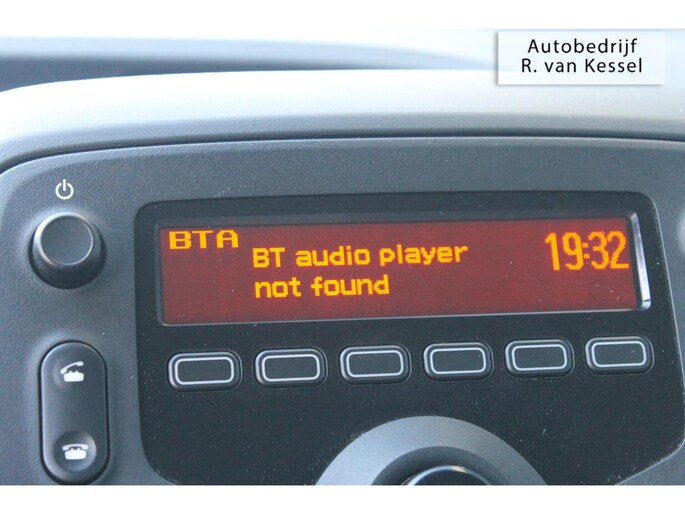 Autobedrijf
R. van Kessel
BTA
BT audio player
not found
19:32